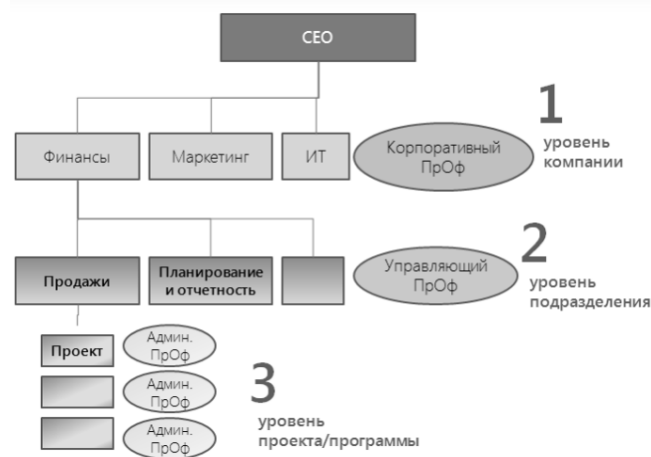 CEO
1
уровень
компании
Финансы
Маркетинг
ИТ
Корпоративный
ПрОф
2
уровень
подразделения
Продажи
Планирование
и отчетность
Управляющий
ПрОф
Проект
Админ.
ПрОф
Админ.
ПрОф
Админ.
ПрОф
3
уровень
проекта/программы